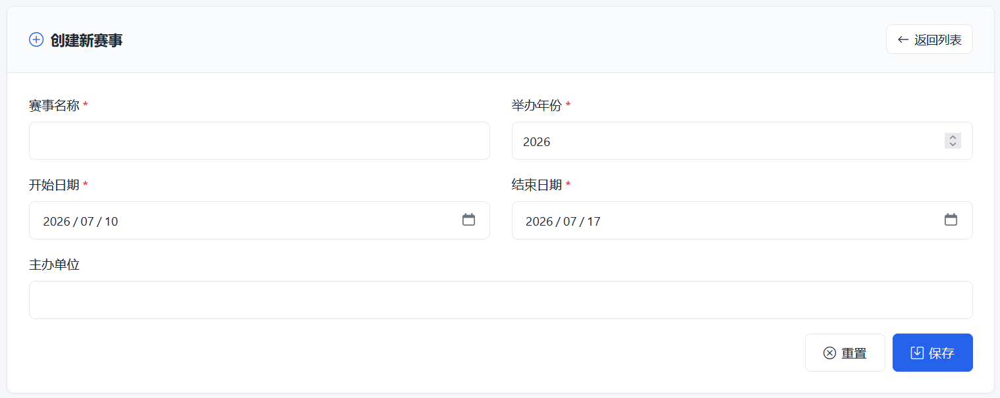 创建新赛事
返回列表
赛事名称 *
举办年份 *
2026
开始日期 *
结束日期 *
2026 / 07 / 10
2026 / 07 / 17
主办单位
重置
保存